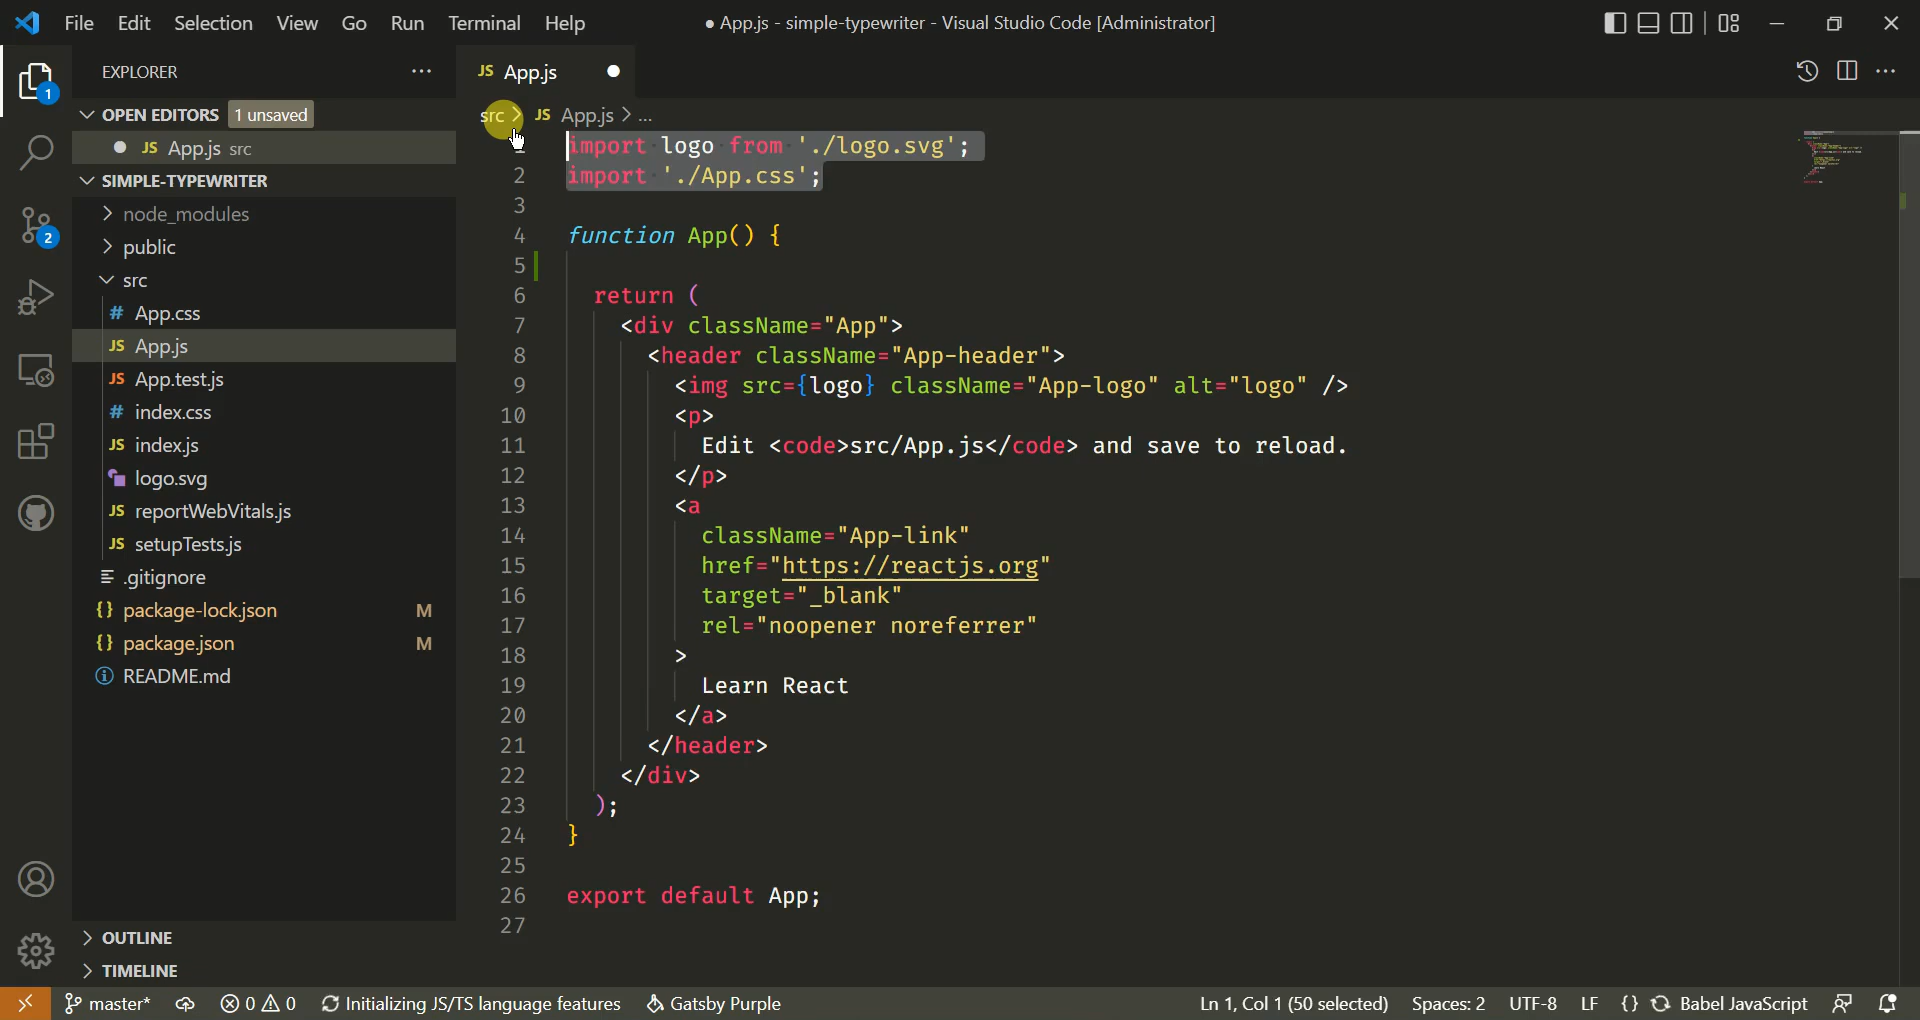 File Edit Selection View Go Run Terminal Help ● App.js - simple-typewriter - Visual Studio Code [Administrator]
EXPLORER ...
OPEN EDITORS 1 unsaved
● JS App.js src
SIMPLE-TYPEWRITER
node_modules
public
src
# App.css
JS App.js
JS App.test.js
# index.css
JS index.js
logo.svg
JS reportWebVitals.js
JS setupTests.js
.gitignore
{} package-lock.json M
{} package.json M
README.md
OUTLINE
TIMELINE
1
2
JS App.js ●
src > JS App.js > ...
1 import logo from './logo.svg';
2 import './App.css';
3
4 function App() {
5
6 return (
7 <div className="App">
8 <header className="App-header">
9 <img src={logo} className="App-logo" alt="logo" />
10 <p>
11 Edit <code>src/App.js</code> and save to reload.
12 </p>
13 <a
14 className="App-link"
15 href="https://reactjs.org"
16 target="_blank"
17 rel="noopener noreferrer"
18 >
19 Learn React
20 </a>
21 </header>
22 </div>
23 );
24 }
25
26 export default App;
27
master* 0 0 Initializing JS/TS language features Gatsby Purple Ln 1, Col 1 (50 selected) Spaces: 2 UTF-8 LF {} Babel JavaScript